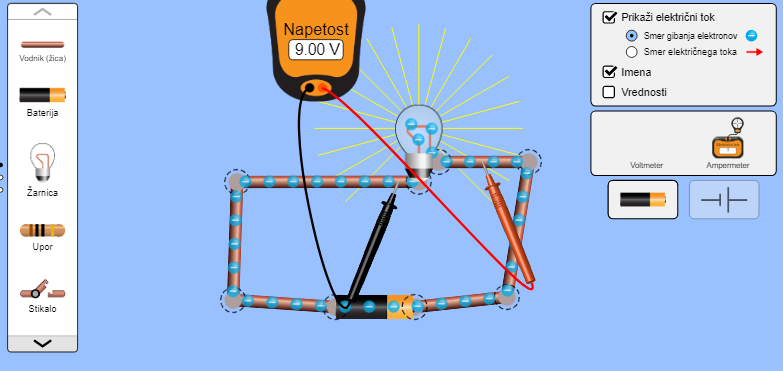 Vodnik (žica)
Baterija
Žarnica
Upor
Stikalo
Napetost
9.00 V
Prikaži električni tok
Smer gibanja elektronov
Smer električnega toka
Imena
Vrednosti
Voltmeter
Ampermeter